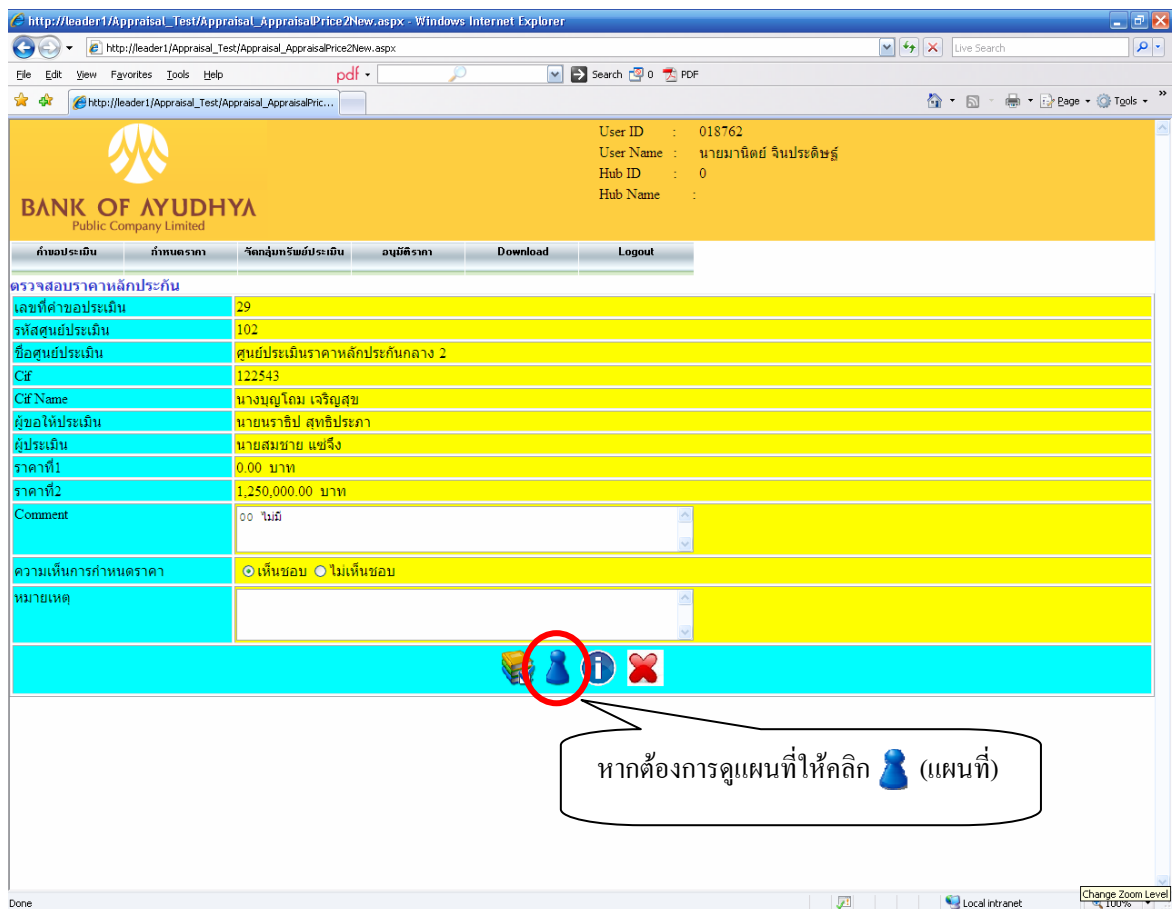 http://leader1/Appraisal_Test/Appraisal_AppraisalPrice2New.aspx - Windows Internet Explorer
http://leader1/Appraisal_Test/Appraisal_AppraisalPrice2New.aspx
Live Search
File Edit View Favorites Tools Help
pdf
Search 0 PDF
http://leader1/Appraisal_Test/Appraisal_AppraisalPric...
Page Tools »
User ID : 018762
User Name : นายมานิตย์ จินประดิษฐ์
Hub ID : 0
Hub Name :
BANK OF AYUDHYA
Public Company Limited
คำขอประเมิน กำหนดราคา จัดกลุ่มทรัพย์ประเมิน อนุมัติราคา Download Logout
ตรวจสอบราคาหลักประกัน
เลขที่คำขอประเมิน 29
รหัสศูนย์ประเมิน 102
ชื่อศูนย์ประเมิน ศูนย์ประเมินราคาหลักประกันกลาง 2
Cif 122543
Cif Name นางบุญโถม เจริญสุข
ผู้ขอให้ประเมิน นายนราธิป สุทธิประภา
ผู้ประเมิน นายสมชาย แซ่จึง
ราคาที่1 0.00 บาท
ราคาที่2 1,250,000.00 บาท
Comment 00 ไม่มี
ความเห็นการกำหนดราคา เห็นชอบ ไม่เห็นชอบ
หมายเหตุ
หากต้องการดูแผนที่ให้คลิก (แผนที่)
Change Zoom Level
Done Local intranet 100%